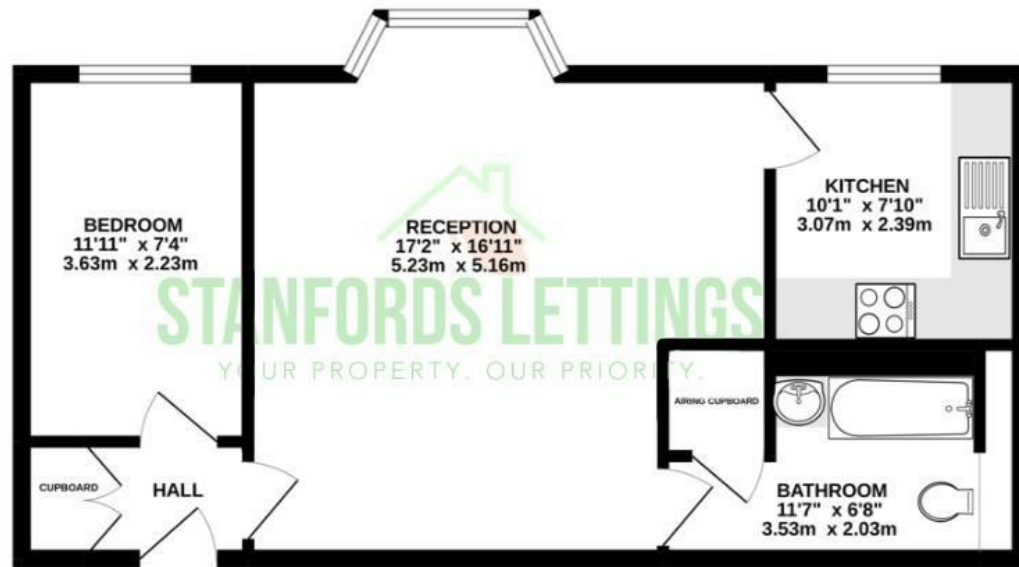 BEDROOM
11'11" x 7'4"
3.63m x 2.23m
RECEPTION
17'2" x 16'11"
5.23m x 5.16m
KITCHEN
10'1" x 7'10"
3.07m x 2.39m
STANFORDS LETTINGS
YOUR PROPERTY. OUR PRIORITY.
AIRING CUPBOARD
CUPBOARD
HALL
BATHROOM
11'7" x 6'8"
3.53m x 2.03m